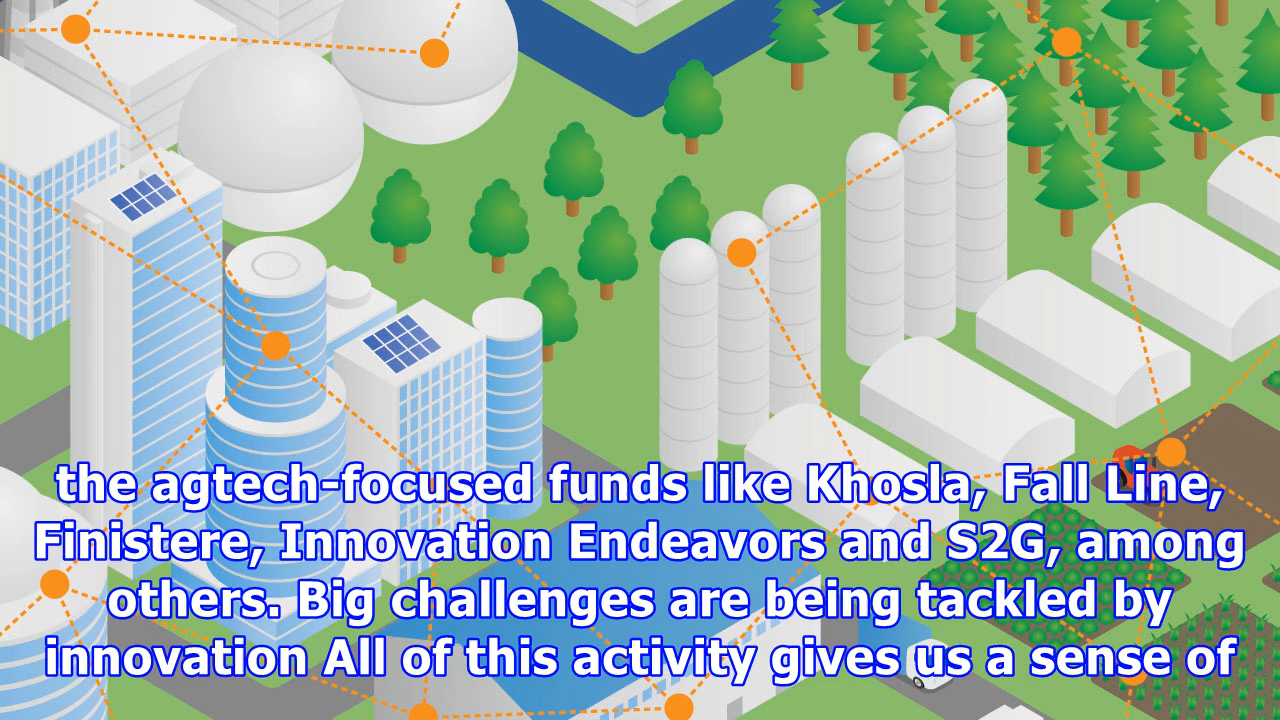 the agtech-focused funds like Khosla, Fall Line,
Finistere, Innovation Endeavors and S2G, among
others. Big challenges are being tackled by
innovation All of this activity gives us a sense of